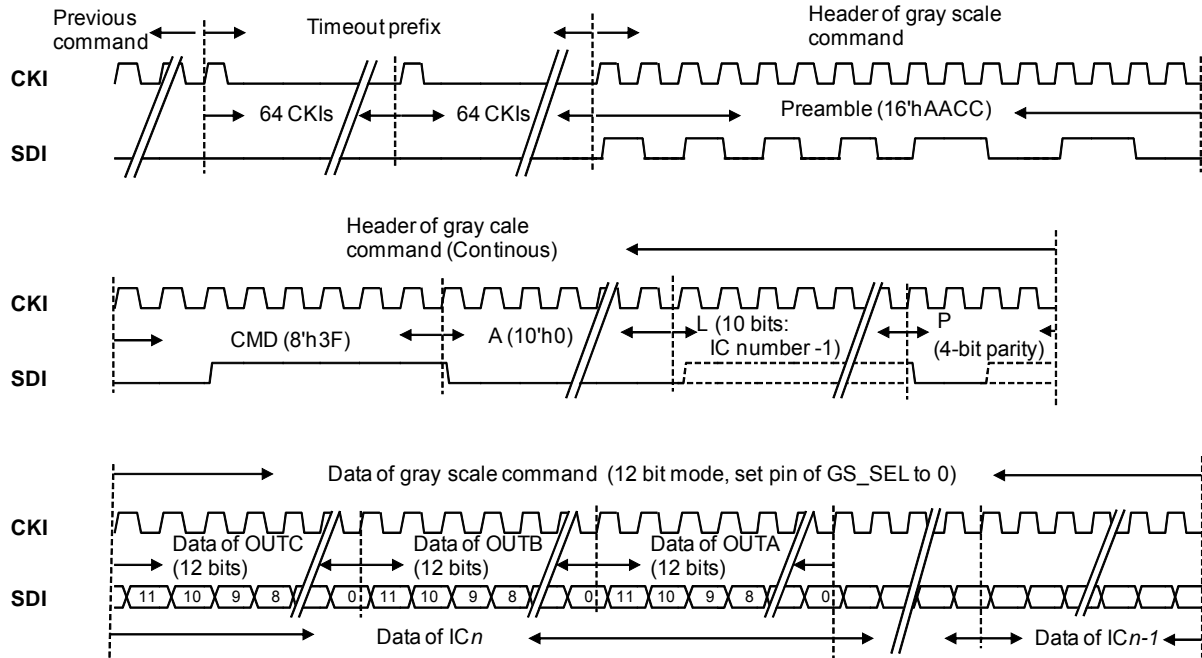 Previous command
Timeout prefix
Header of gray scale command
CKI
64 CKIs
64 CKIs
Preamble (16'hAACC)
SDI
Header of gray cale command (Continous)
CKI
CMD (8'h3F)
A (10'h0)
L (10 bits: IC number -1)
P (4-bit parity)
SDI
Data of gray scale command (12 bit mode, set pin of GS_SEL to 0)
CKI
Data of OUTC (12 bits)
Data of OUTB (12 bits)
Data of OUTA (12 bits)
SDI
11 10 9 8 0 11 10 9 8 0 11 10 9 8 0
Data of ICn
Data of ICn-1